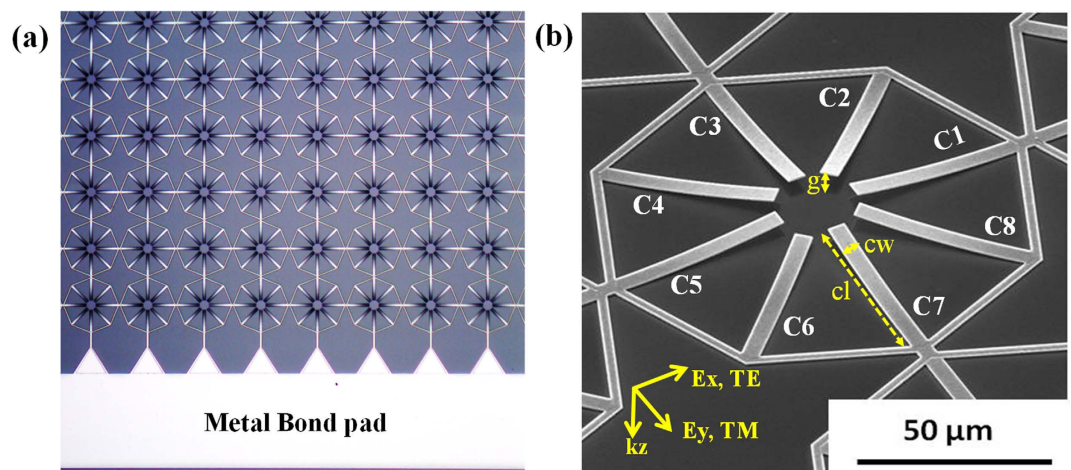 (a)
Metal Bond pad
(b)
C2
C1
C3
g
C4
C8
cw
C5
cl
C7
C6
Ex, TE
Ey, TM
kz
50 μm